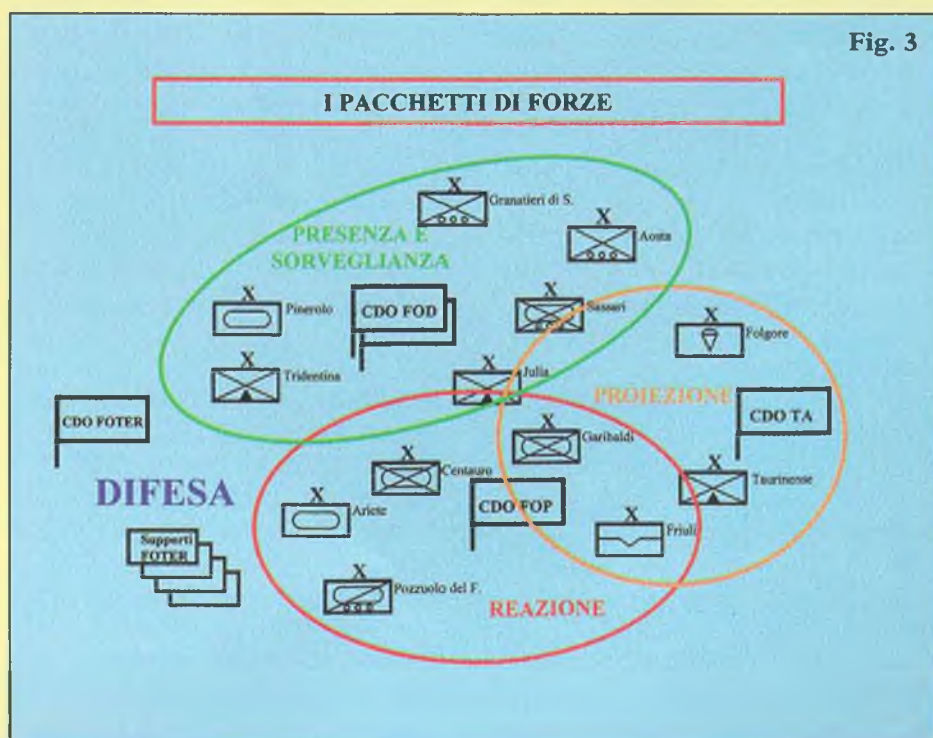 Fig. 3
I PACCHETTI DI FORZE
X
Granatieri di S.
X
Aosta
PRESENZA E
SORVEGLIANZA
X
Pinerolo
CDO FOD
X
Sassari
X
Folgore
X
Tridentina
X
Julia
PROIEZIONE
CDO FOTER
CDO TA
X
Garibaldi
X
Centauro
X
Taurinense
DIFESA
X
Ariete
CDO FOP
X
Friuli
Supporti
FOTER
X
Pozzuolo del F.
REAZIONE